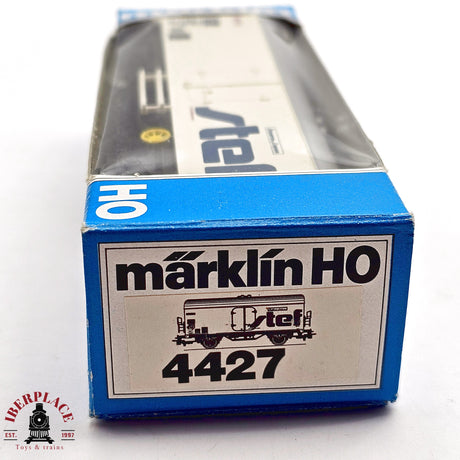 stef
HO
märklin HO
stef
4427
IBERPLACE
EST. 1997
Toys & trains